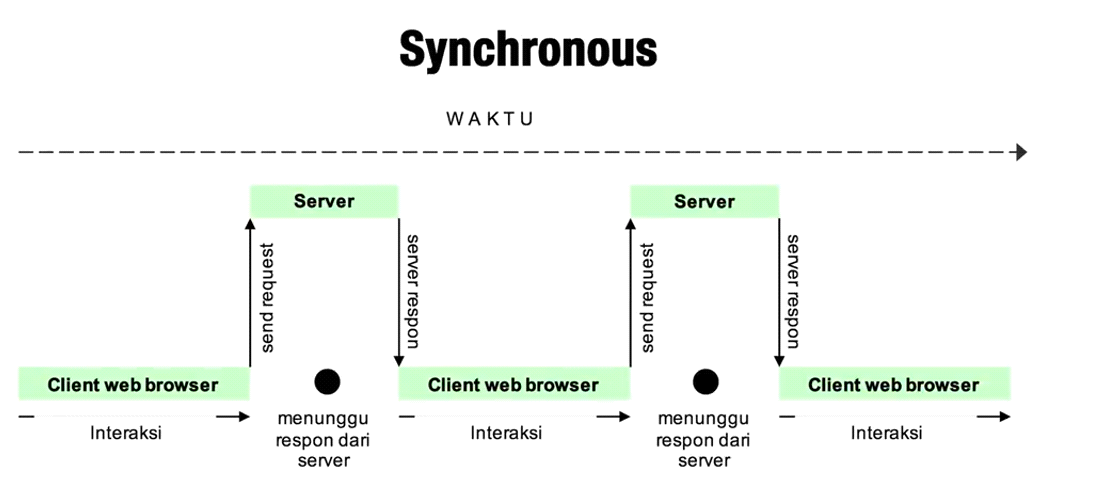 Synchronous
WAKTU
Server
Server
send request
server respon
send request
server respon
Client web browser
Client web browser
Client web browser
Interaksi
menunggu
respon dari
server
Interaksi
menunggu
respon dari
server
Interaksi